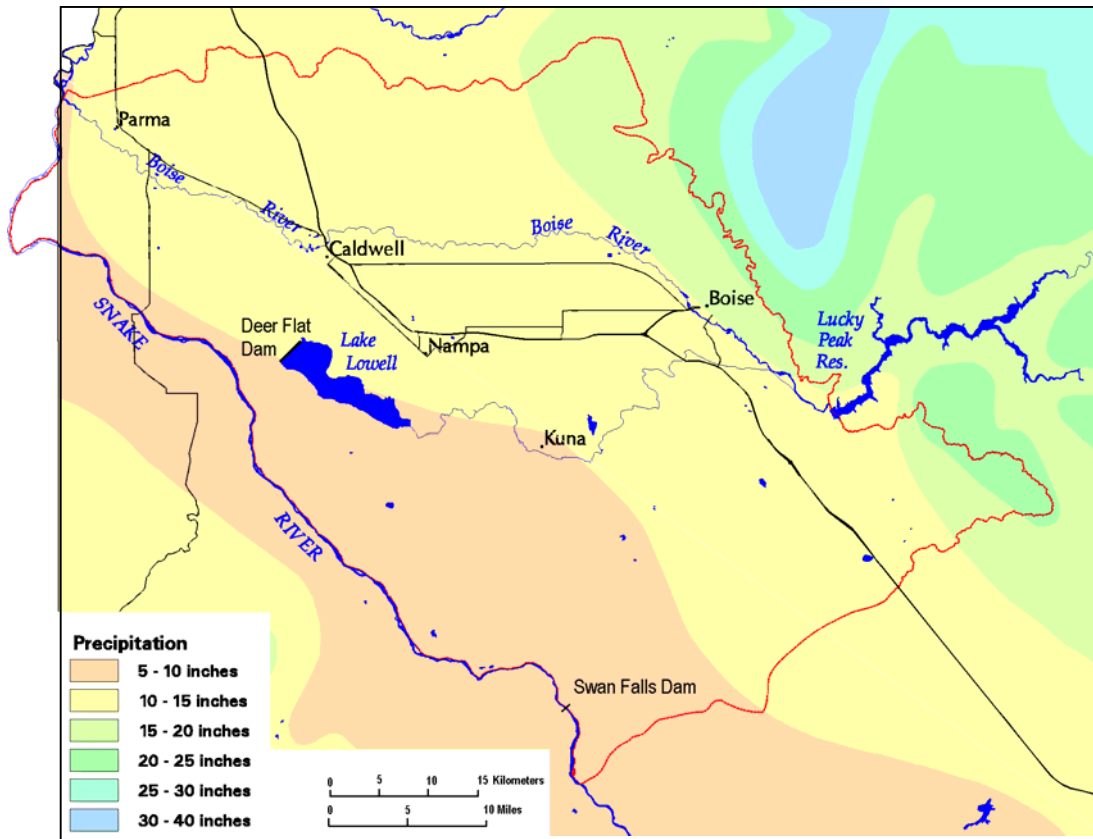 Parma
Boise
River
Caldwell
Boise
River
Boise
SNAKE
RIVER
Deer Flat
Dam
Lake
Lowell
Nampa
Lucky
Peak
Res.
Kuna
Swan Falls Dam
Precipitation
5 - 10 inches
10 - 15 inches
15 - 20 inches
20 - 25 inches
25 - 30 inches
30 - 40 inches
0 5 10 15 Kilometers
0 5 10 Miles